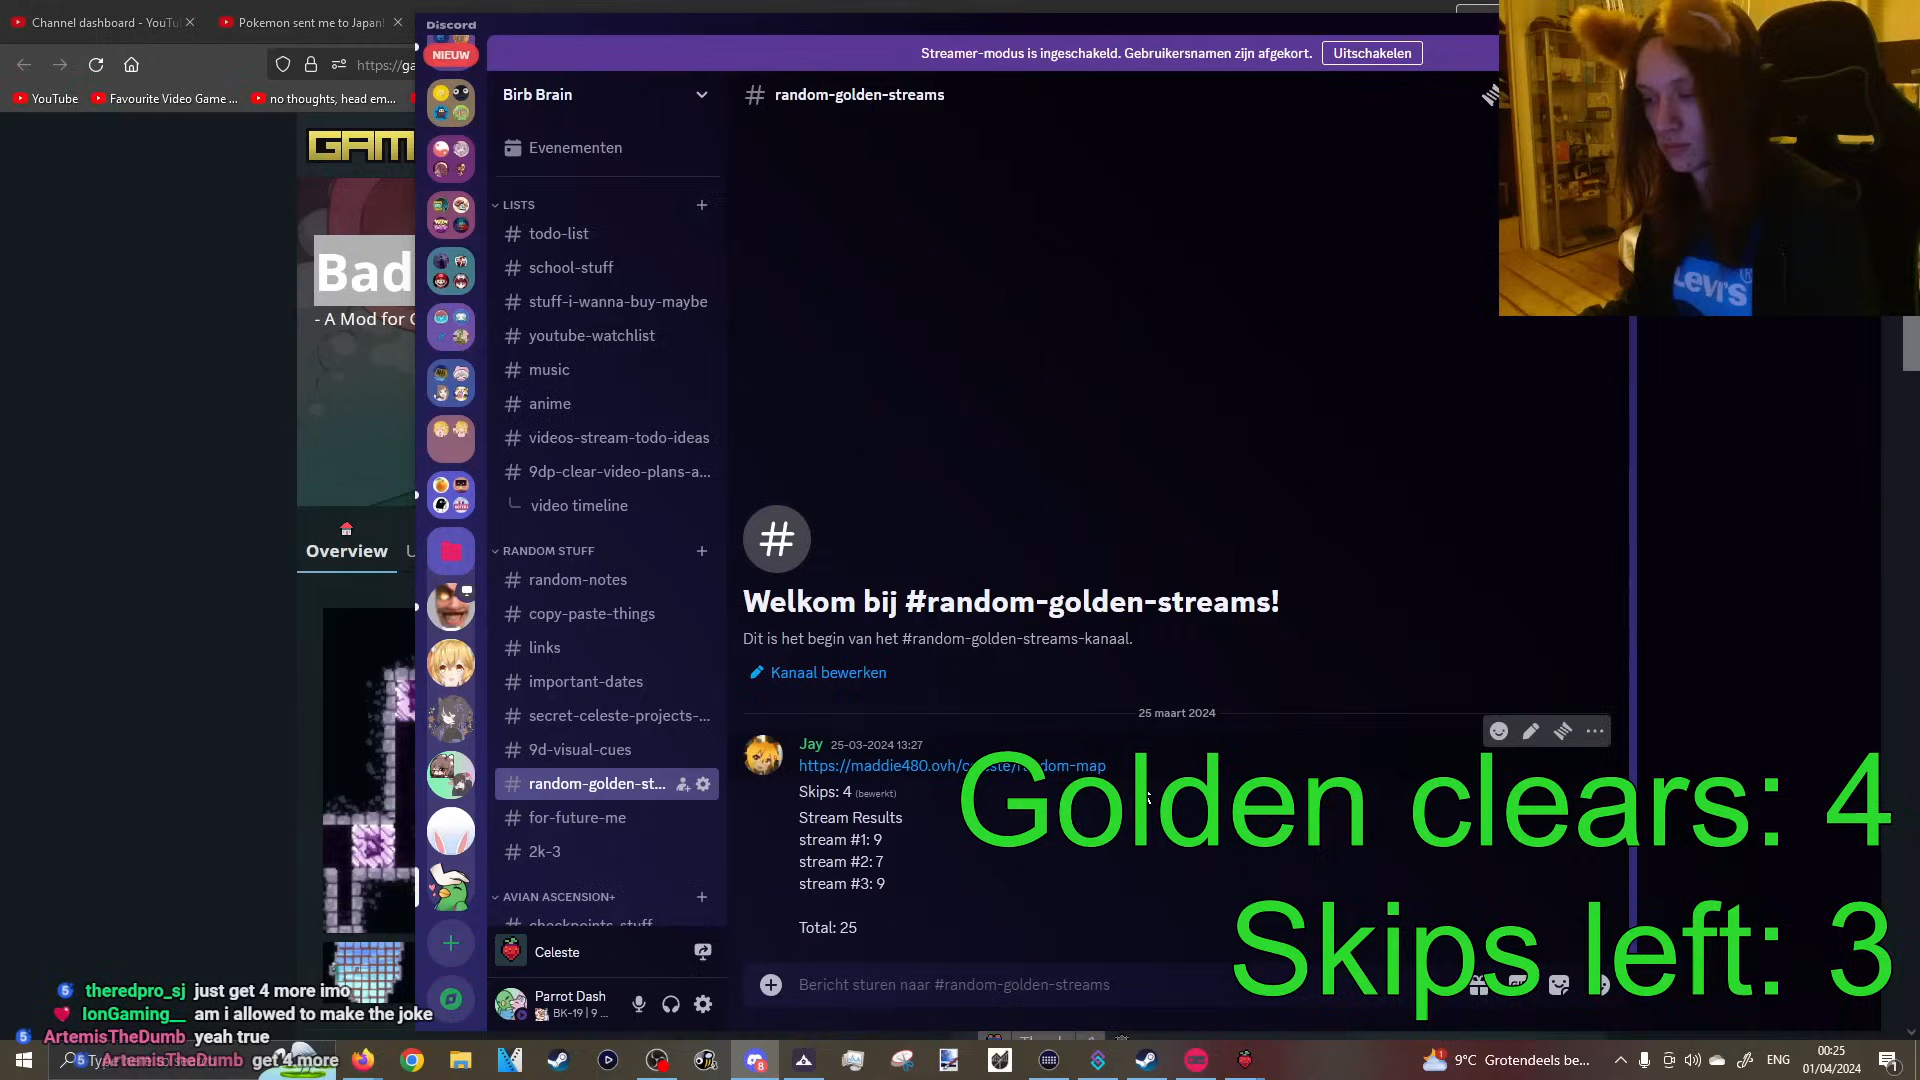 Channel dashboard - YouTu
Pokemon sent me to Japan!
https://ga
YouTube
Favourite Video Game ...
no thoughts, head em...
GAM
Bad
- A Mod for
Overview
Discord
NIEUW
Streamer-modus is ingeschakeld. Gebruikersnamen zijn afgekort.
Uitschakelen
Birb Brain
Evenementen
LISTS
todo-list
school-stuff
stuff-i-wanna-buy-maybe
youtube-watchlist
music
anime
videos-stream-todo-ideas
9dp-clear-video-plans-a...
video timeline
RANDOM STUFF
random-notes
copy-paste-things
links
important-dates
secret-celeste-projects-...
9d-visual-cues
random-golden-st...
for-future-me
2k-3
AVIAN ASCENSION+
checkpoints-stuff
Celeste
Parrot Dash
BK-19 | 9 ...
# random-golden-streams
Welkom bij #random-golden-streams!
Dit is het begin van het #random-golden-streams-kanaal.
Kanaal bewerken
25 maart 2024
Jay 25-03-2024 13:27
https://maddie480.ovh/celeste/random-map
Skips: 4 (bewerkt)
Stream Results
stream #1: 9
stream #2: 7
stream #3: 9
Total: 25
Bericht sturen naar #random-golden-streams
Levi's
Golden clears: 4
Skips left: 3
theredpro_sj just get 4 more imo
IonGaming__ am i allowed to make the joke
ArtemisTheDumb yeah true
ArtemisTheDumb get 4 more
9°C Grotendeels be...
ENG
00:25
01/04/2024